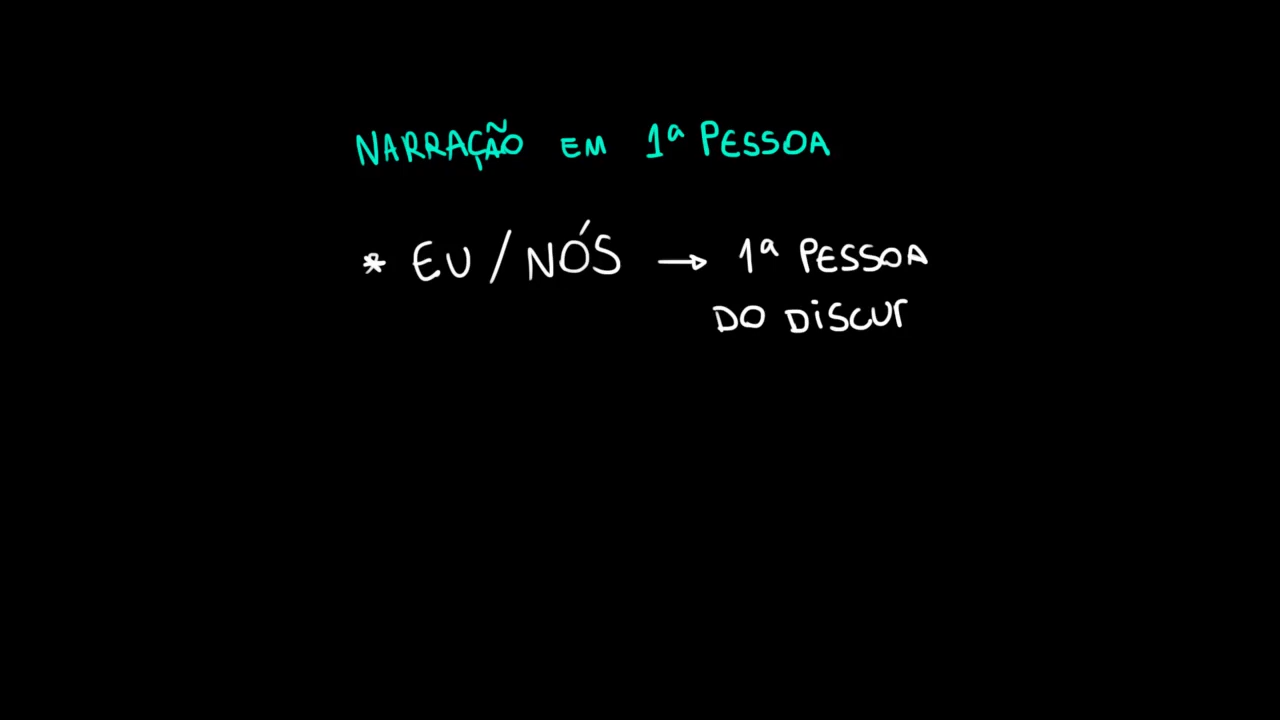 NARRAÇÃO EM 1ª PESSOA
* EU / NÓS → 1ª PESSOA
DO DISCUR